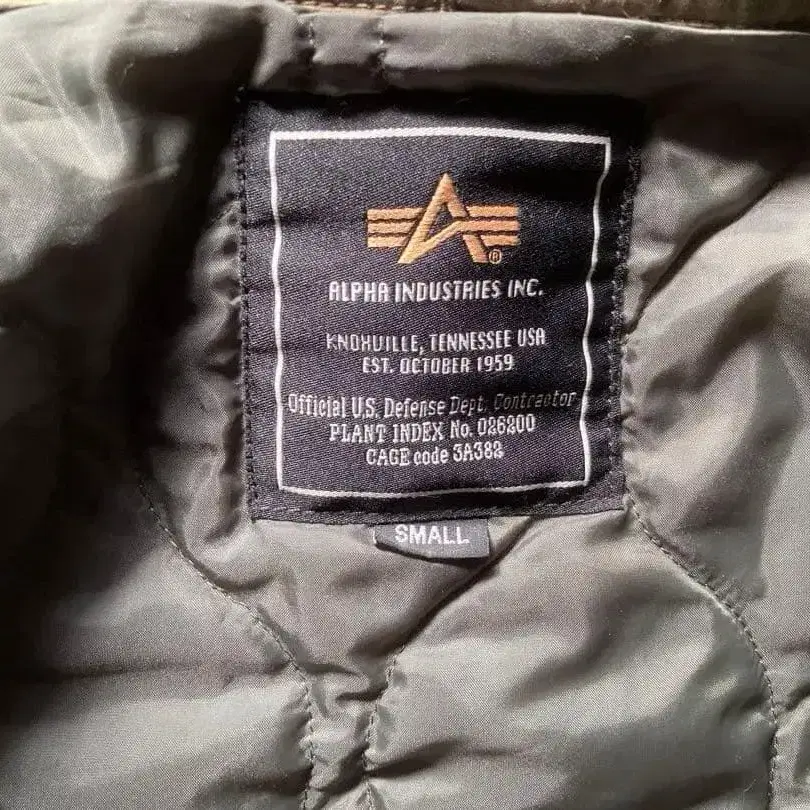 ®
ALPHA INDUSTRIES INC.
KNOXVILLE, TENNESSEE USA
EST. OCTOBER 1959
Official U.S. Defense Dept. Contractor
PLANT INDEX No. 026200
CAGE code 3A382
SMALL